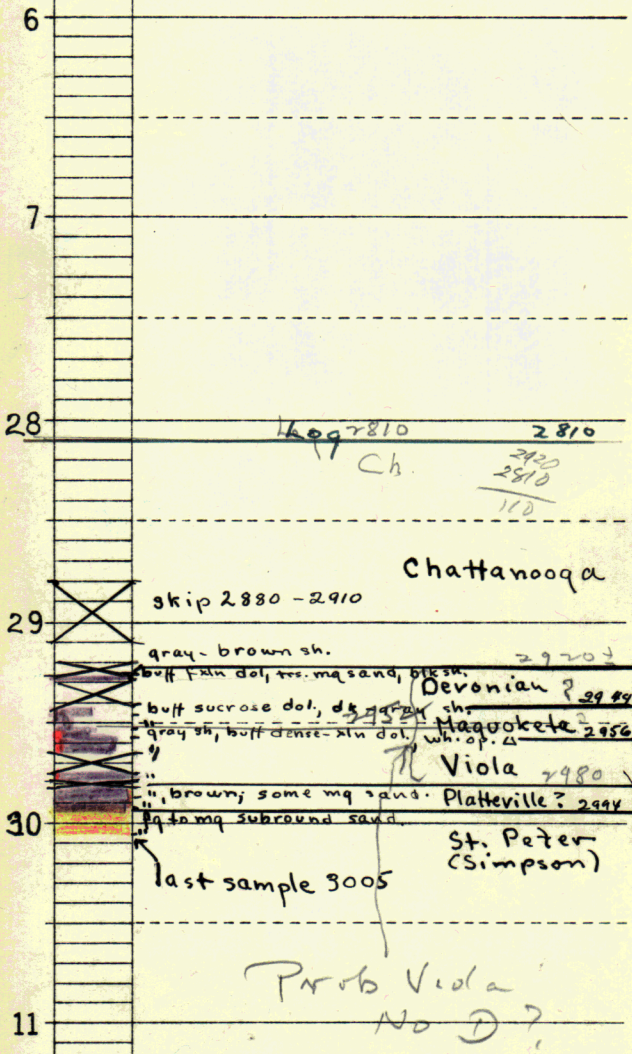 6
7
28
2810 2810
Ch. 2920
2810
110
Chattanooga
skip 2880 - 2910
29
gray - brown sh. 2920±
buff f xln dol, trs. mg sand, blk sh.
Devonian ? 2944
buff sucrose dol., dk gray sh.
Maquoketa ? 2956
gray sh, buff dense-xln dol, wh. op. Δ
"
Viola 2980
"
", brown; some mg sand. Platteville ? 2994
30
fg to mg subround sand.
St. Peter
(Simpson)
last sample 3005
Prob Viola
No D ?
11